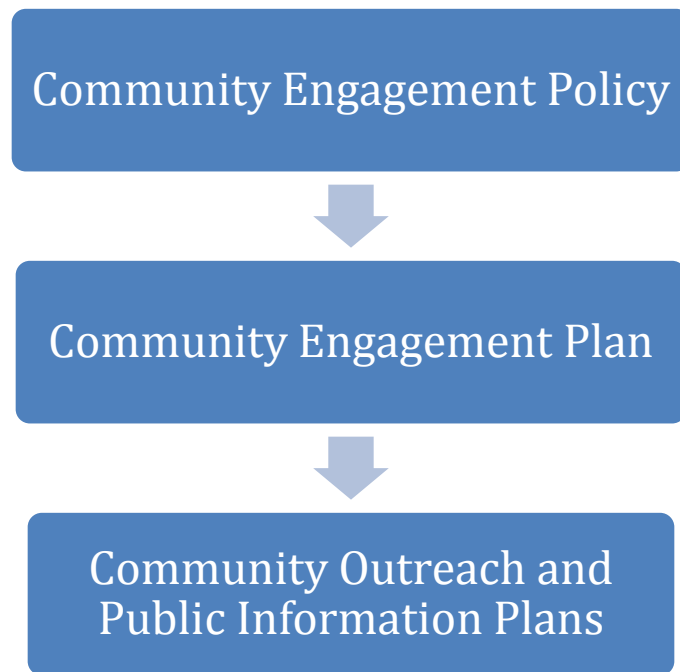 Community Engagement Policy
Community Engagement Plan
Community Outreach and
Public Information Plans